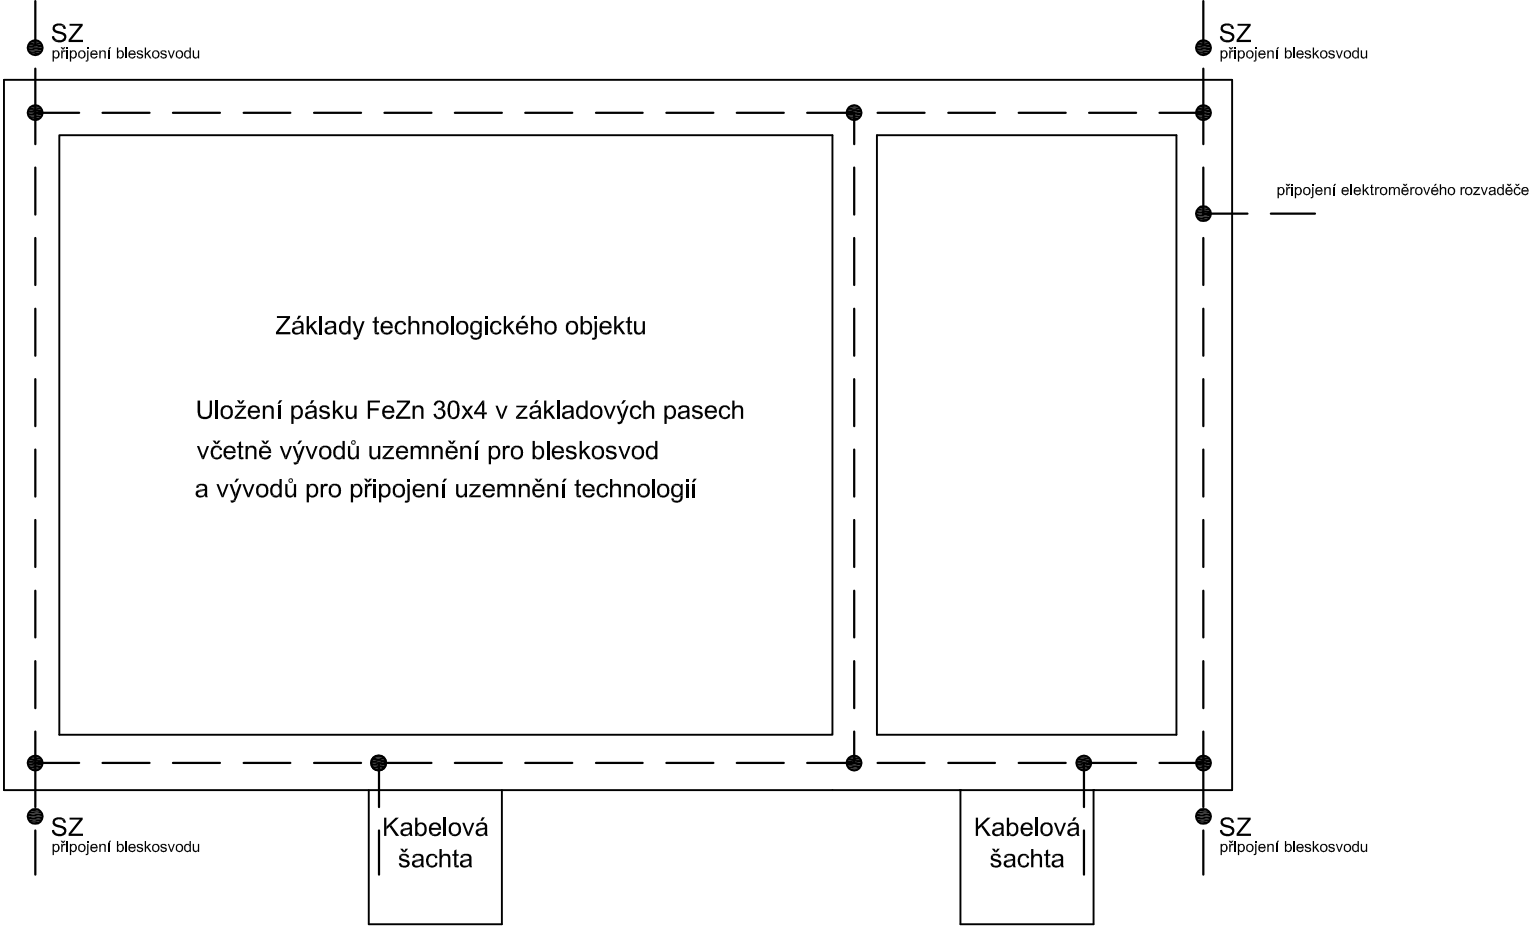 SZ
připojení bleskosvodu
SZ
připojení bleskosvodu
připojení elektroměrového rozvaděče
Základy technologického objektu
Uložení pásku FeZn 30x4 v základových pasech
včetně vývodů uzemnění pro bleskosvod
a vývodů pro připojení uzemnění technologií
Kabelová
šachta
Kabelová
šachta
SZ
připojení bleskosvodu
SZ
připojení bleskosvodu